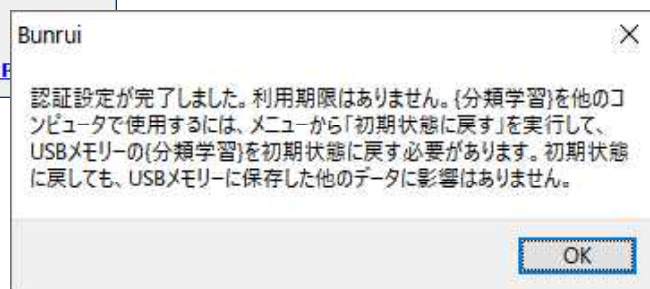 Bunrui
認証設定が完了しました。利用期限はありません。{分類学習}を他のコ
ンピュータで使用するには、メニューから「初期状態に戻す」を実行して、
USBメモリーの{分類学習}を初期状態に戻す必要があります。初期状態
に戻しても、USBメモリーに保存した他のデータに影響はありません。
OK